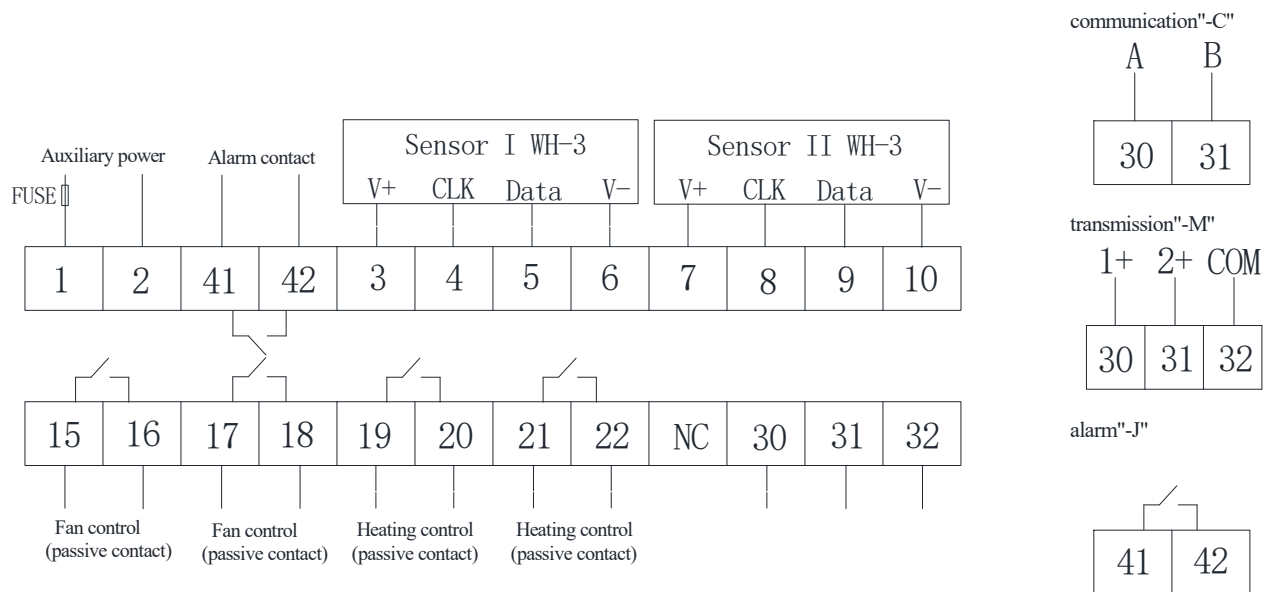 communication"-C"
A B
30 31
Sensor I WH-3
Sensor II WH-3
Auxiliary power
Alarm contact
FUSE
V+ CLK Data V-
V+ CLK Data V-
1 2 41 42 3 4 5 6 7 8 9 10
transmission"-M"
1+ 2+ COM
30 31 32
15 16 17 18 19 20 21 22 NC 30 31 32
Fan control
(passive contact)
Fan control
(passive contact)
Heating control
(passive contact)
Heating control
(passive contact)
alarm"-J"
41 42